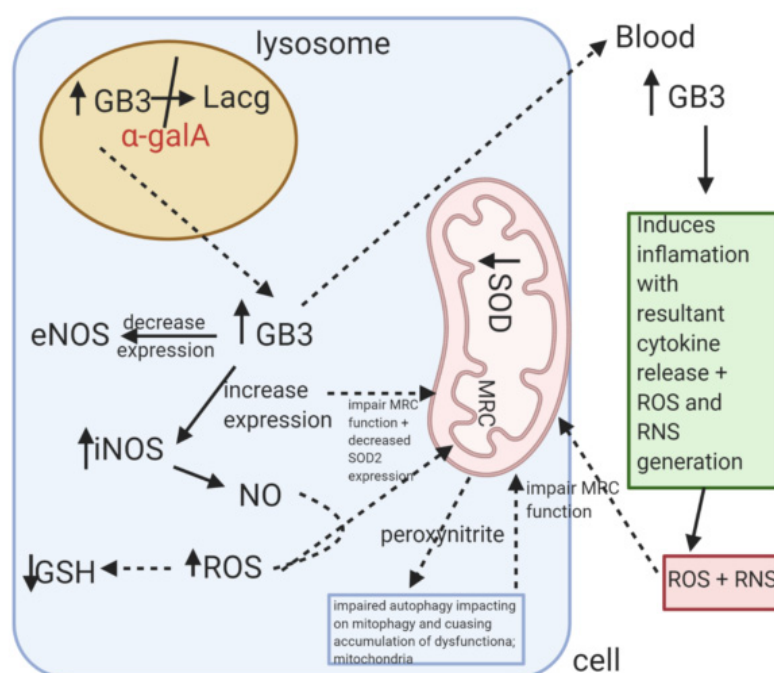 lysosome
Blood
GB3
Lacg
α-galA
GB3
Induces
inflamation
with
resultant
cytokine
release +
ROS and
RNS
generation
SOD
MRC
eNOS
decrease
expression
GB3
increase
expression
impair MRC
function +
decreased
SOD2
expression
iNOS
NO
impair MRC
function
peroxynitrite
GSH
ROS
ROS + RNS
impaired autophagy impacting
on mitophagy and cuasing
accumulation of dysfunctiona;
mitochondria
cell